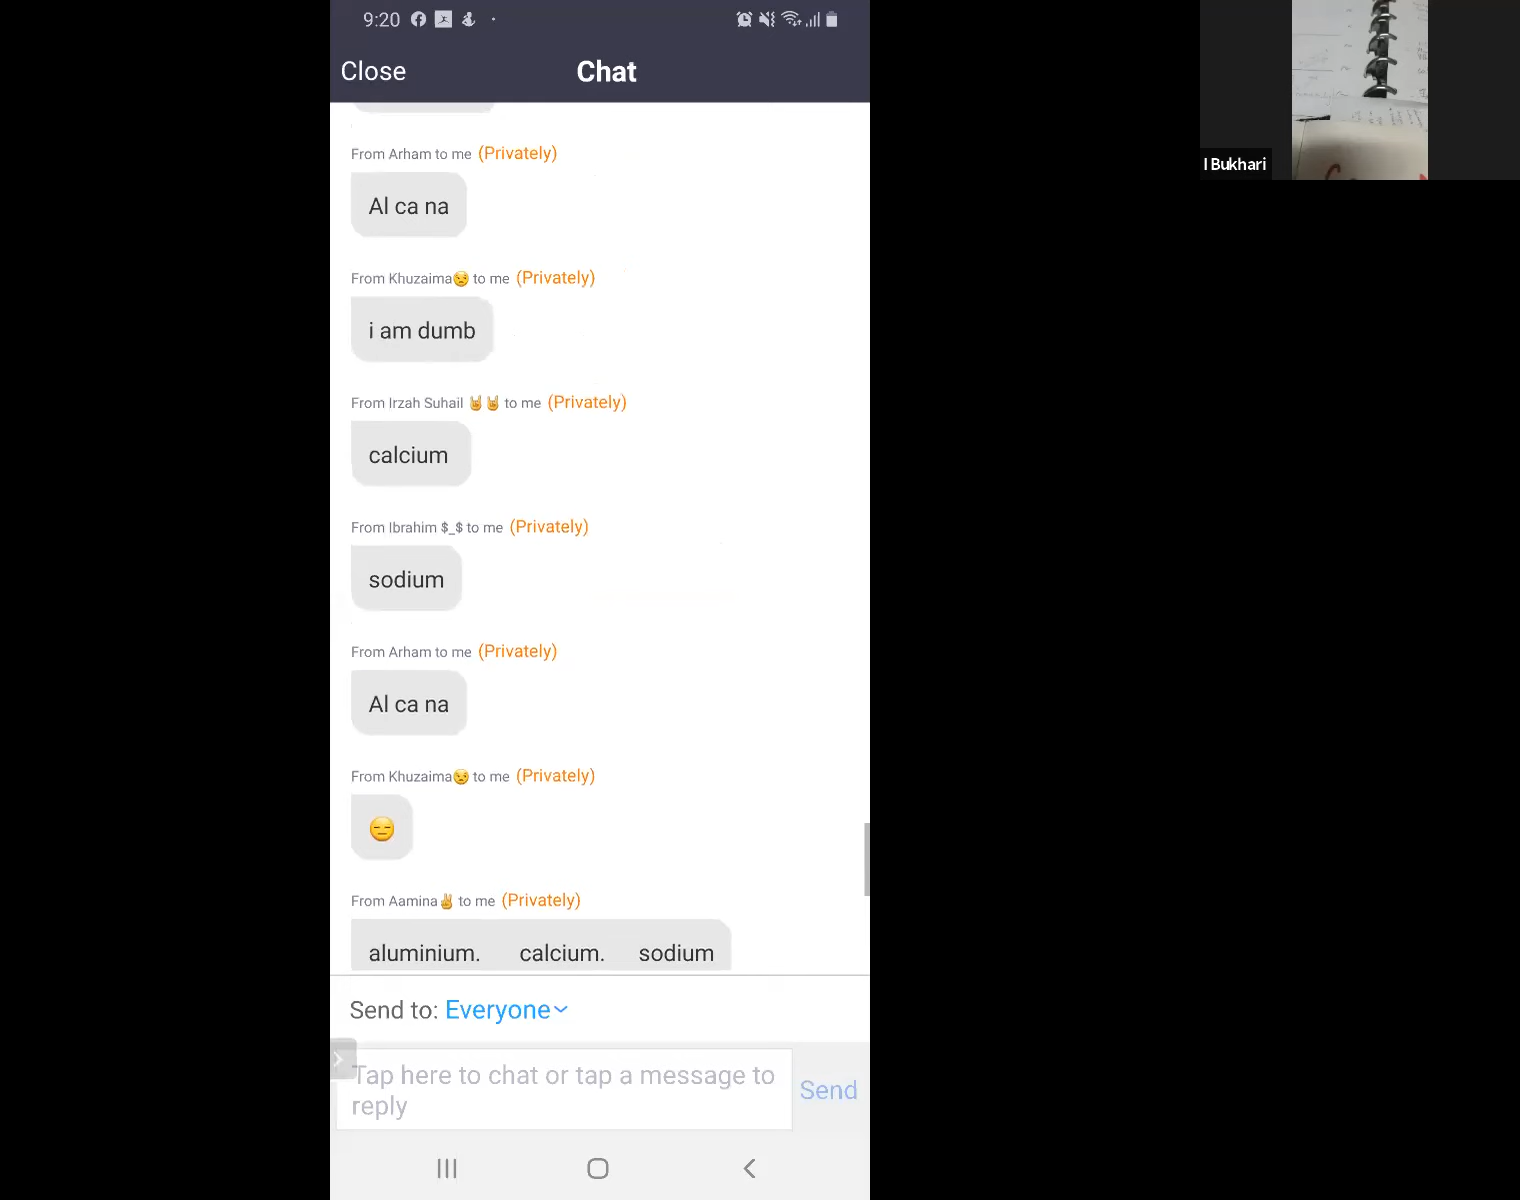 9:20
Close
Chat
From Arham to me (Privately)
Al ca na
From Khuzaima😒 to me (Privately)
i am dumb
From Irzah Suhail 🤘🤘 to me (Privately)
calcium
From Ibrahim $_$ to me (Privately)
sodium
From Arham to me (Privately)
Al ca na
From Khuzaima😒 to me (Privately)
😑
From Aamina✌ to me (Privately)
aluminium. calcium. sodium
Send to: Everyone
Tap here to chat or tap a message to
reply
Send
I Bukhari